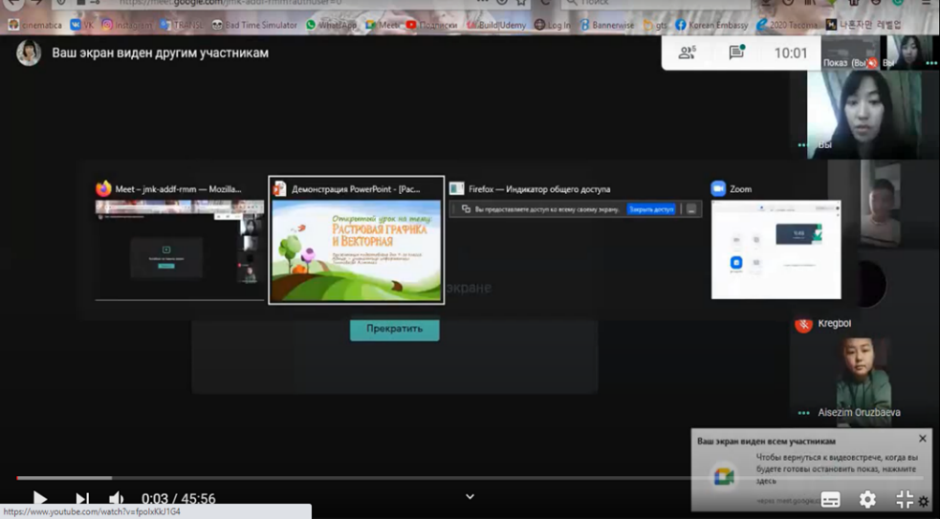 https://meet.google.com/jmk-addf-rmm?authuser=0
Поиск
cinematica
VK
instagram
TRANSL
Bad Time Simulator
WhatsApp
Meet
Подписки
Build|Udemy
Log In
Bannerwise
gts
Korean Embassy
2020 Toefima
나혼자만 레벨업
Ваш экран виден другим участникам
10:01
Показ (Вы)
Вы
Вы
Meet – jmk-addf-rmm — Mozilla...
Демонстрация PowerPoint - [Рас...
Firefox — Индикатор общего доступа
Zoom
Вы предоставляете доступ ко всему своему экрану.
Закрыть доступ
Открытый урок на тему:
Растровая графика
и Векторная
экране
Прекратить
Kregbol
Aisezim Oruzbaeva
Ваш экран виден всем участникам
Чтобы вернуться к видеовстрече, когда вы
будете готовы остановить показ, нажмите
здесь
через meet.google.co
0:03 / 45:56
https://www.youtube.com/watch?v=fpoIxKkJ1G4